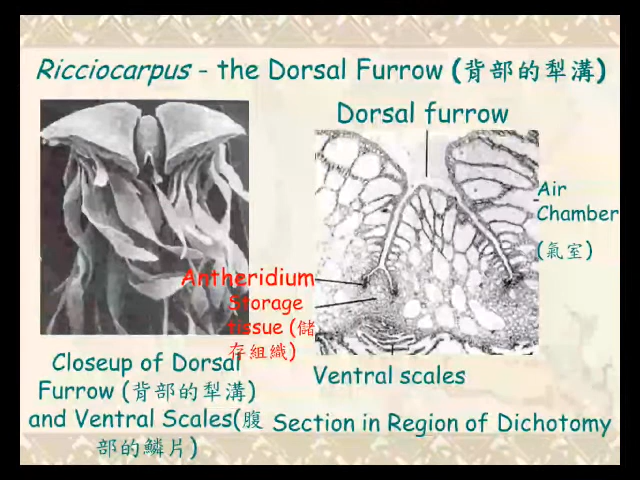 Ricciocarpus - the Dorsal Furrow (背部的犁溝)
Dorsal furrow
Air
Chamber
(氣室)
Antheridium
Storage
tissue (儲
存組織)
Ventral scales
Closeup of Dorsal
Furrow (背部的犁溝)
and Ventral Scales(腹
部的鱗片)
Section in Region of Dichotomy